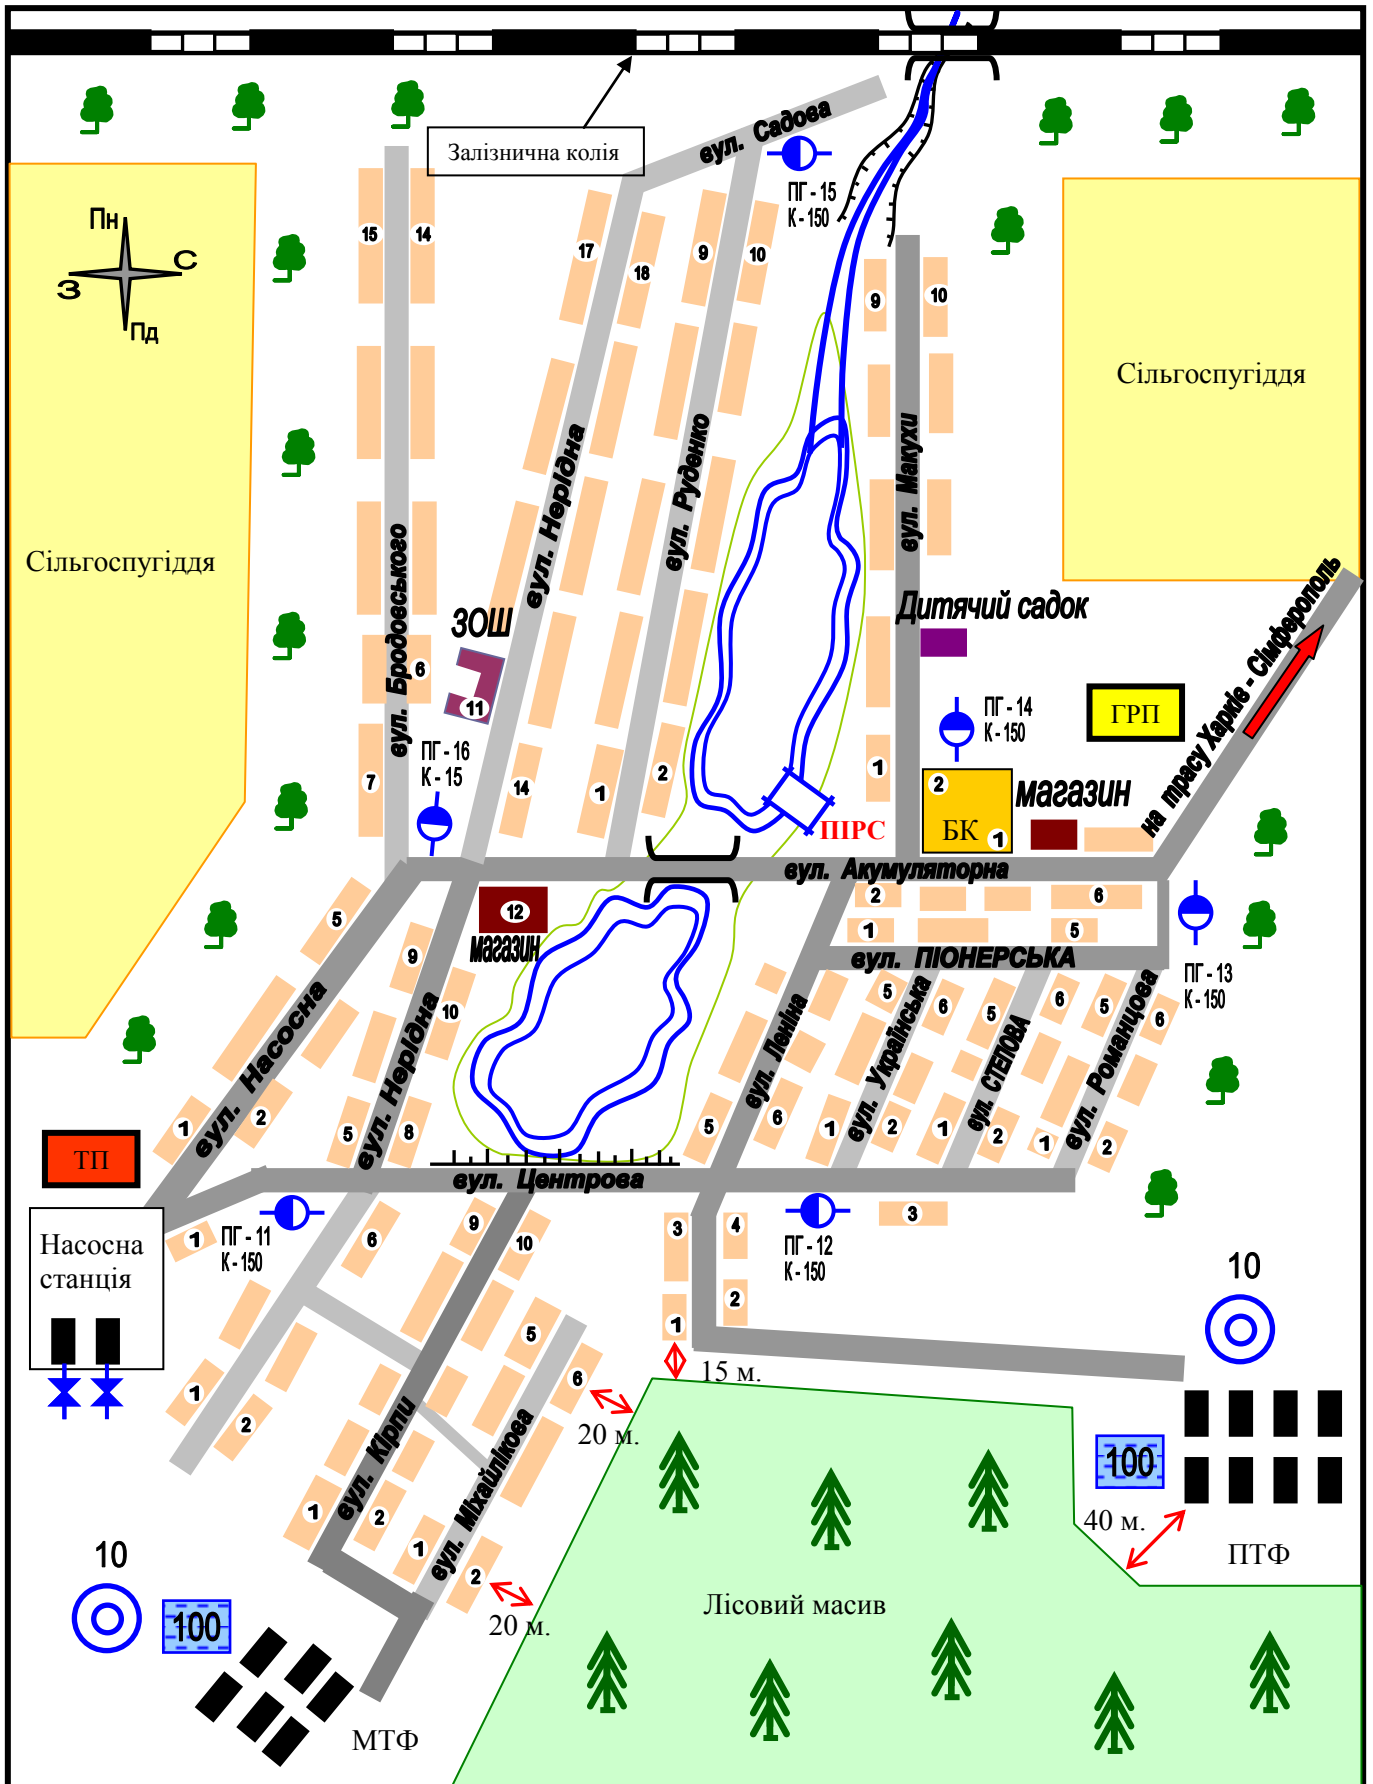 Залізнична колія
вул. Садова
ПГ - 15
К - 150
Пн
С
З
Пд
15
14
17
18
9
10
9
10
Сільгоспугіддя
Сільгоспугіддя
вул. Бродовського
вул. Нерідна
вул. Руденко
вул. Макухи
ЗОШ
11
6
7
ПГ - 16
К - 15
14
1
2
1
Дитячий садок
ПГ - 14
К - 150
ГРП
на трасу Харків - Сімферополь
2
БК
1
магазин
ПІРС
вул. Акумуляторна
5
9
10
12
магазин
2
6
1
5
вул. ПІОНЕРСЬКА
ПГ - 13
К - 150
вул. Насосна
вул. Нерідна
вул. Леніна
вул. Українська
вул. СТЕПОВА
вул. Романцова
5
6
5
6
5
6
1
2
5
8
5
6
1
2
1
2
1
2
ТП
вул. Центрова
Насосна
станція
1
ПГ - 11
К - 150
6
9
10
3
4
ПГ - 12
К - 150
3
1
2
1
2
5
6
10
15 м.
20 м.
вул. Кірпи
вул. Міхайлікова
1
2
1
2
20 м.
100
40 м.
ПТФ
10
100
МТФ
Лісовий масив